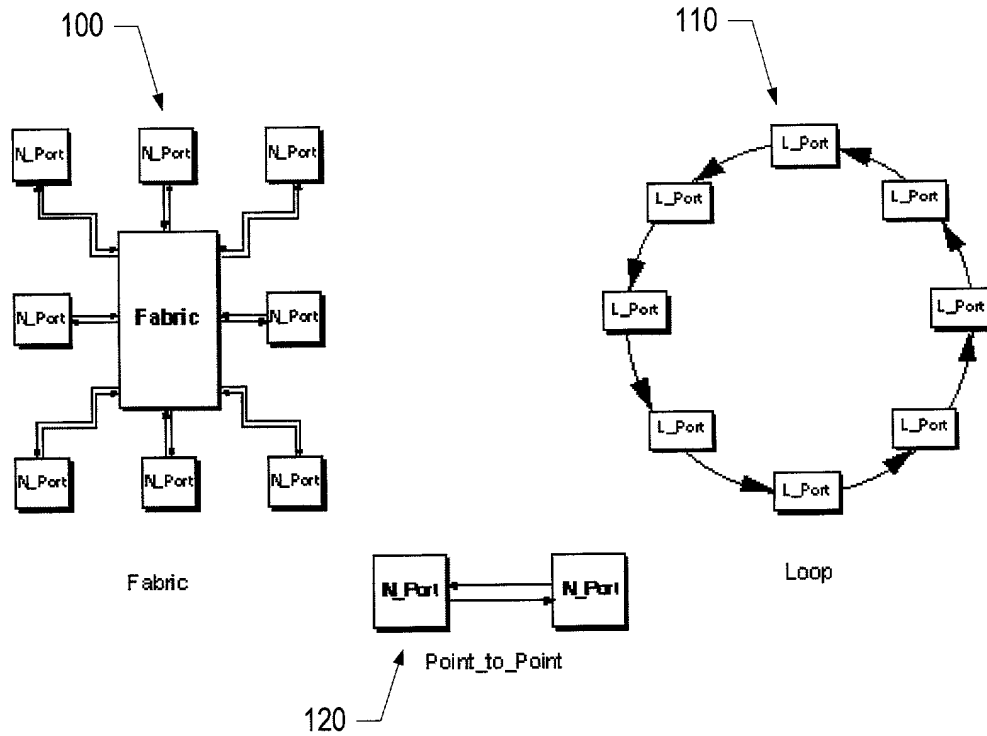 100
110
N_Port N_Port N_Port
N_Port Fabric N_Port
N_Port N_Port N_Port
Fabric
L_Port
L_Port L_Port
L_Port L_Port
L_Port L_Port
L_Port
Loop
N_Port N_Port
Point_to_Point
120